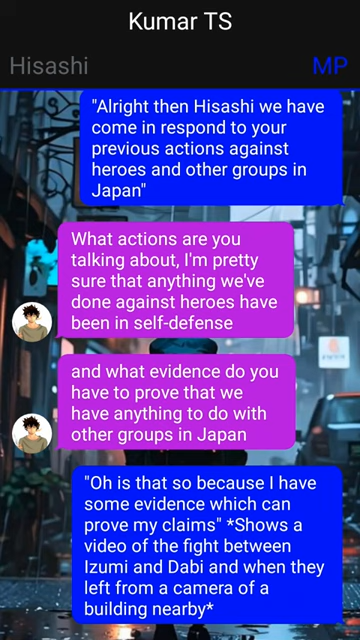 Kumar TS
Hisashi
MP
"Alright then Hisashi we have
come in respond to your
previous actions against
heroes and other groups in
Japan"
What actions are you
talking about, I'm pretty
sure that anything we've
done against heroes have
been in self-defense
and what evidence do you
have to prove that we
have anything to do with
other groups in Japan
"Oh is that so because I have
some evidence which can
prove my claims" *Shows a
video of the fight between
Izumi and Dabi and when they
left from a camera of a
building nearby*